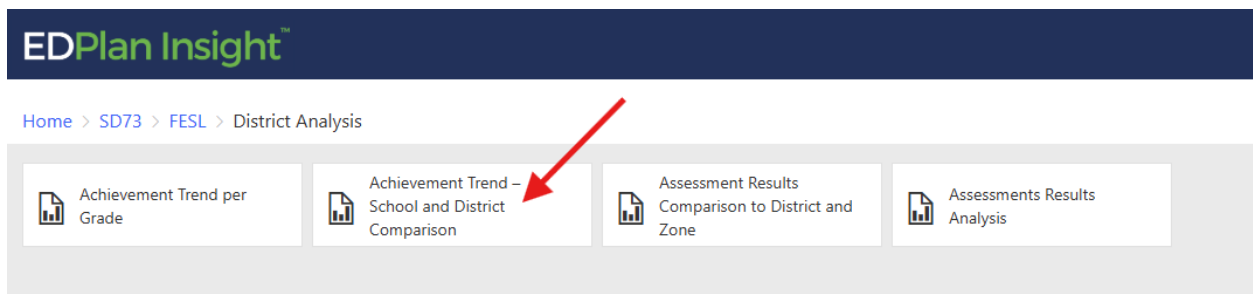 EDPlan Insight™
Home > SD73 > FESL > District Analysis
Achievement Trend per
Grade
Achievement Trend –
School and District
Comparison
Assessment Results
Comparison to District and
Zone
Assessments Results
Analysis